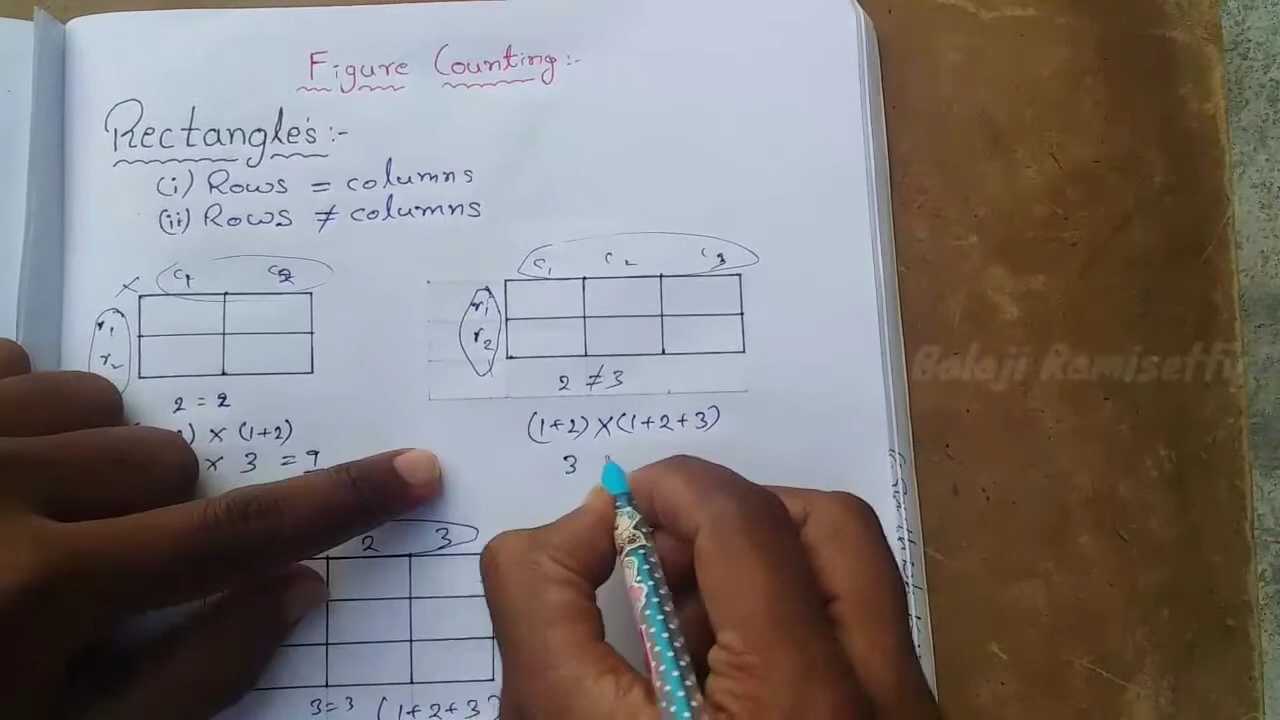 Figure Counting:-
Rectangles:-
(i) Rows = columns
(ii) Rows ≠ columns
× c1 c2
r1
r2
2 = 2
) × (1+2)
× 3 = 9
c1 c2 c3
r1
r2
2 ≠ 3
(1+2) × (1+2+3)
3
2 3
3=3 (1+2+3)
Balaji Ramisetty